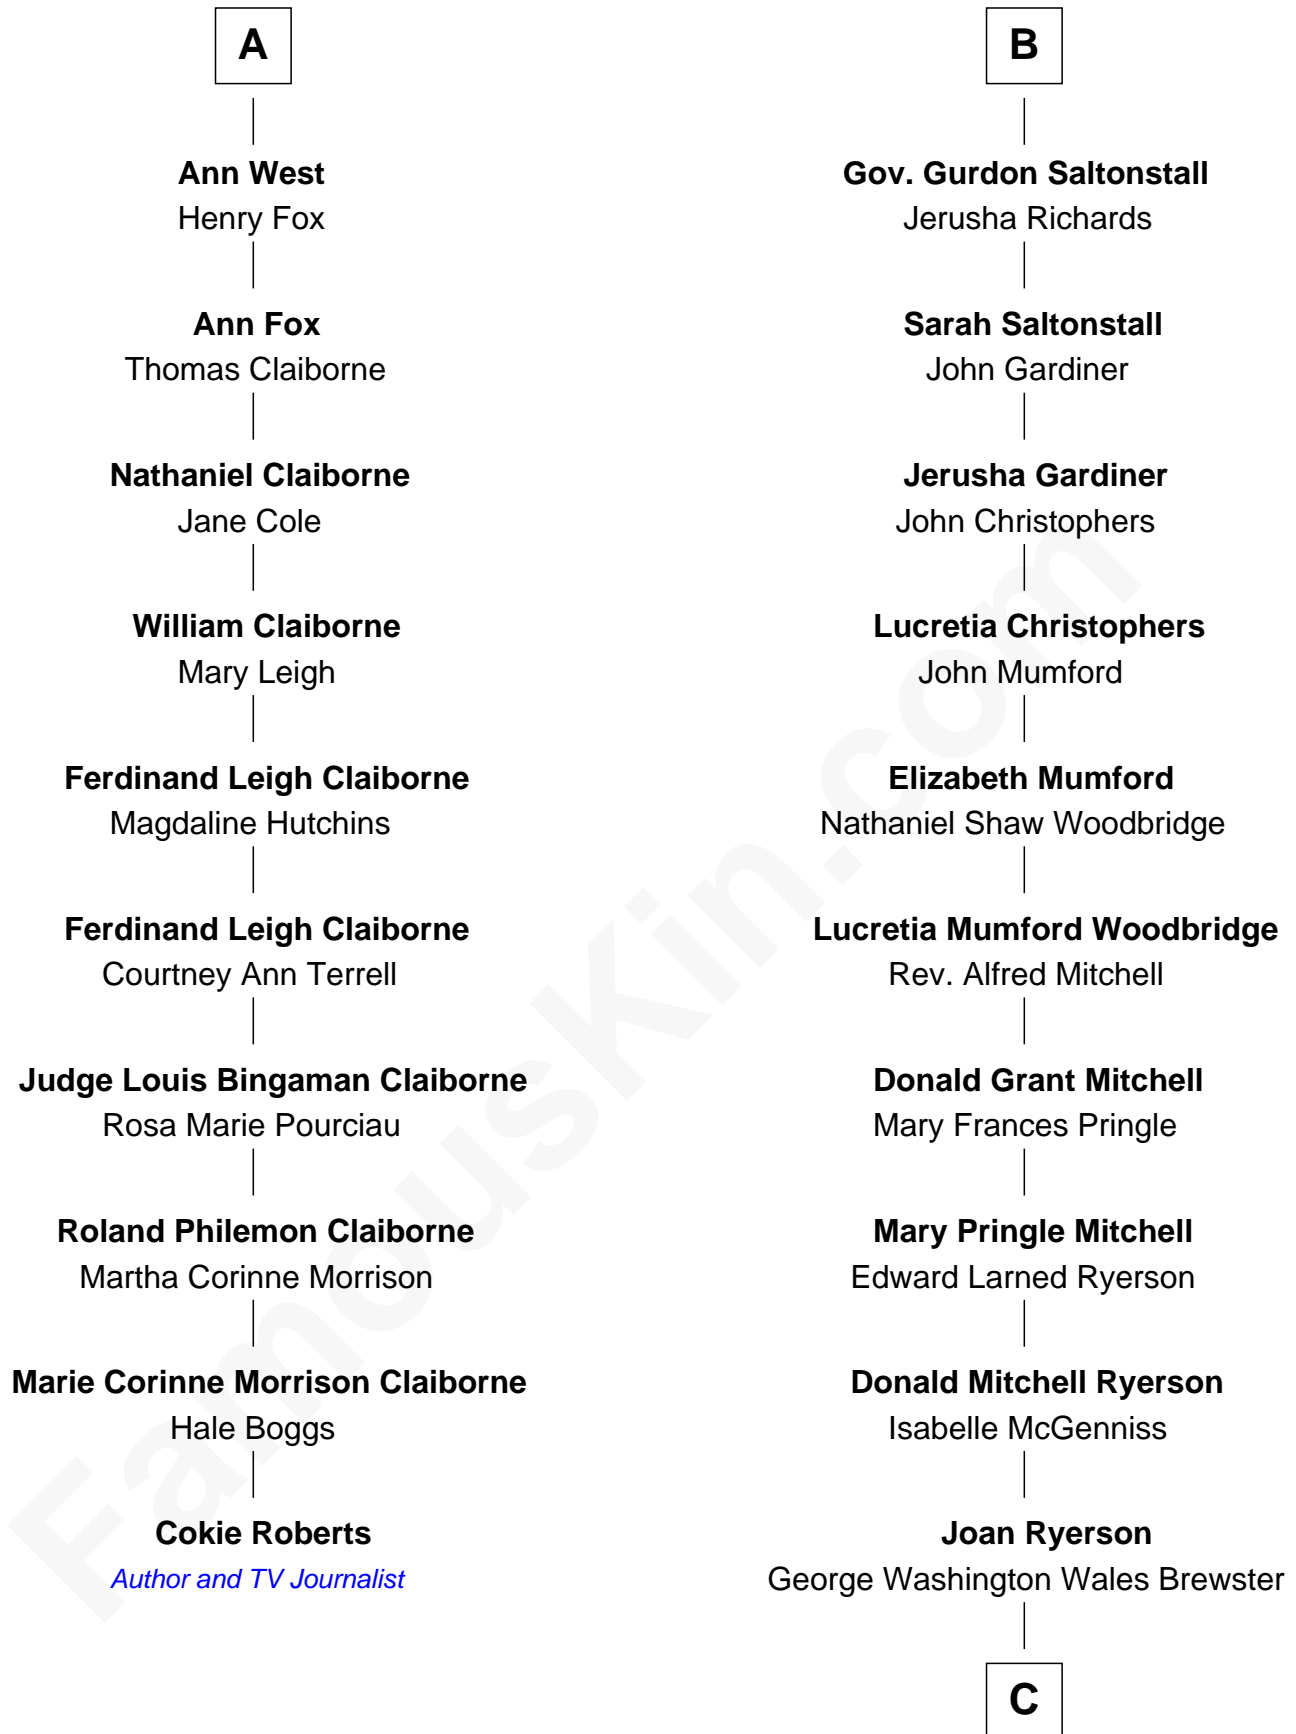 A
Ann West
Henry Fox
Ann Fox
Thomas Claiborne
Nathaniel Claiborne
Jane Cole
William Claiborne
Mary Leigh
Ferdinand Leigh Claiborne
Magdaline Hutchins
Ferdinand Leigh Claiborne
Courtney Ann Terrell
Judge Louis Bingaman Claiborne
Rosa Marie Pourciau
Roland Philemon Claiborne
Martha Corinne Morrison
Marie Corinne Morrison Claiborne
Hale Boggs
Cokie Roberts
Author and TV Journalist
B
Gov. Gurdon Saltonstall
Jerusha Richards
Sarah Saltonstall
John Gardiner
Jerusha Gardiner
John Christophers
Lucretia Christophers
John Mumford
Elizabeth Mumford
Nathaniel Shaw Woodbridge
Lucretia Mumford Woodbridge
Rev. Alfred Mitchell
Donald Grant Mitchell
Mary Frances Pringle
Mary Pringle Mitchell
Edward Larned Ryerson
Donald Mitchell Ryerson
Isabelle McGenniss
Joan Ryerson
George Washington Wales Brewster
C
FamousKin.com